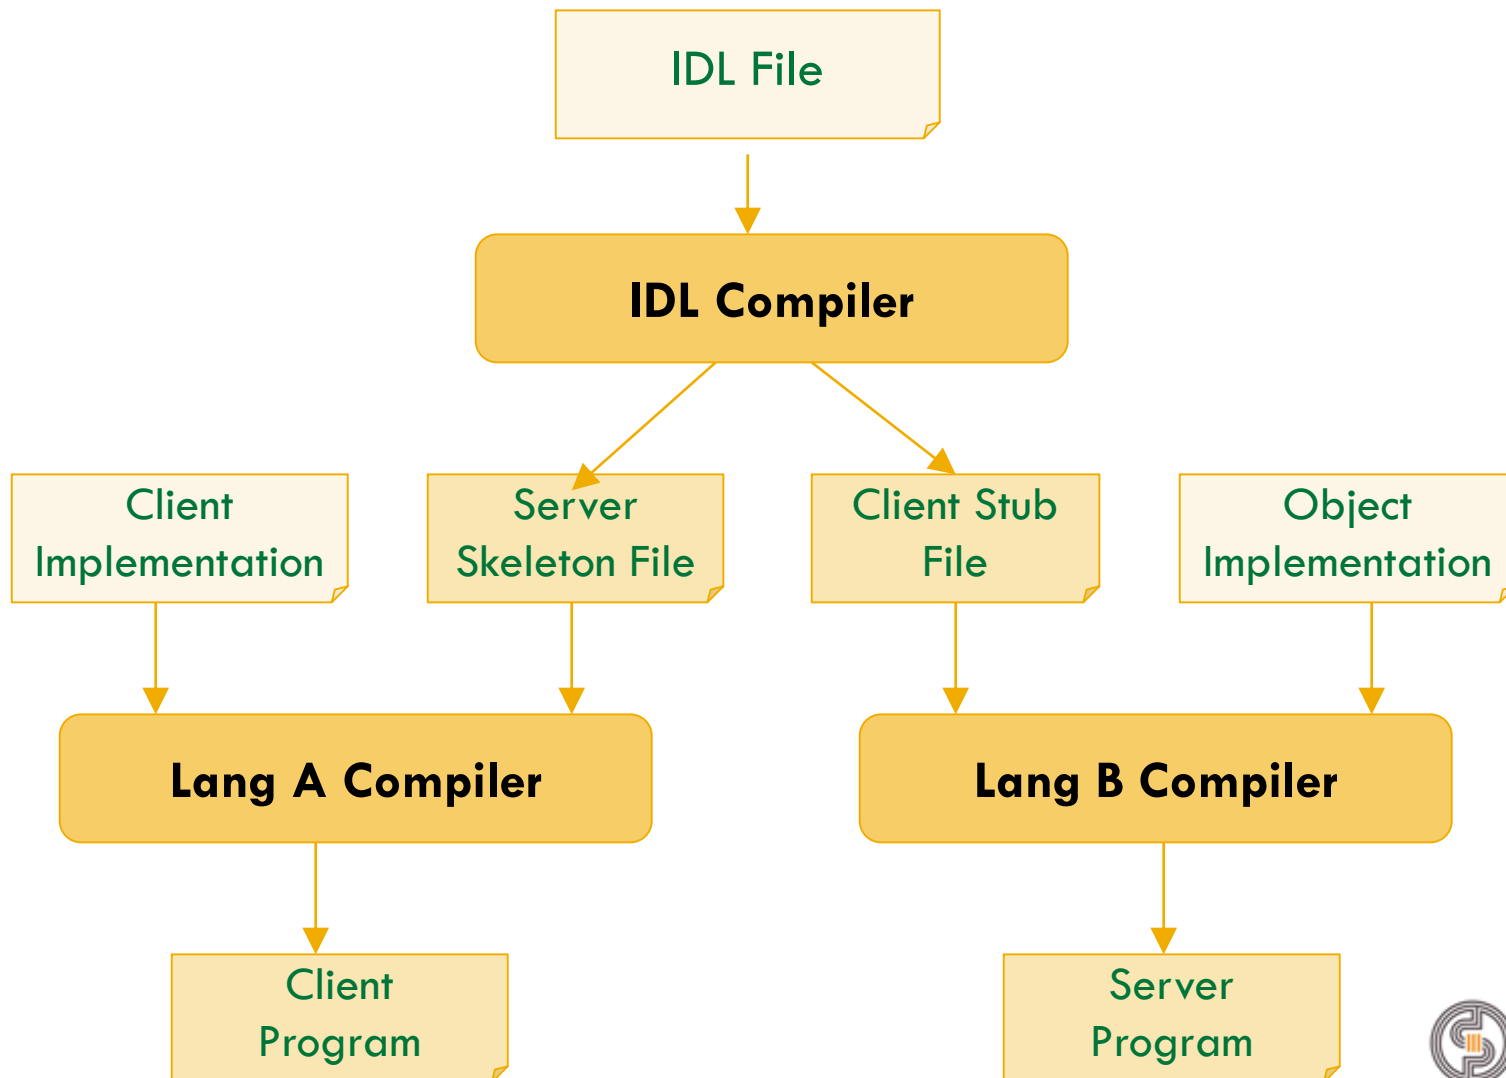 IDL File
IDL Compiler
Client
Implementation
Server
Skeleton File
Client Stub
File
Object
Implementation
Lang A Compiler
Lang B Compiler
Client
Program
Server
Program